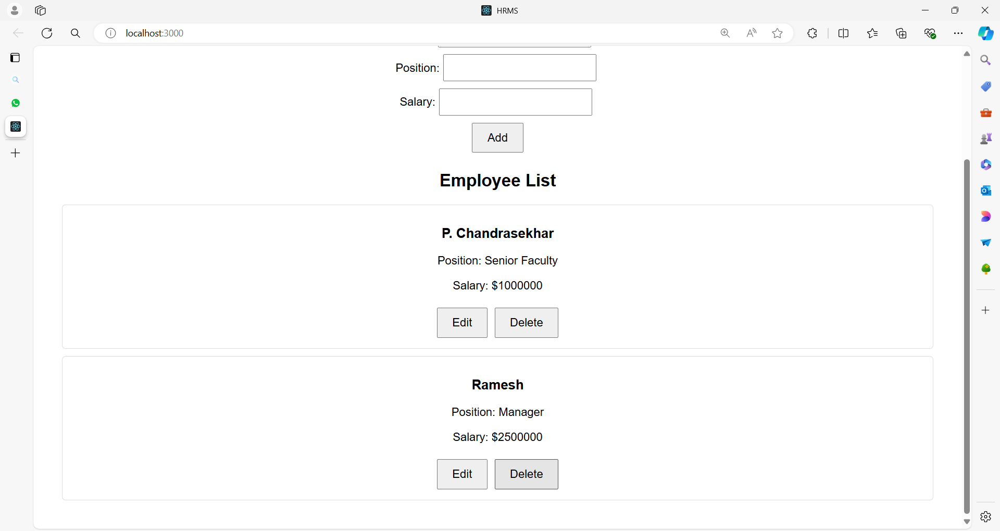 HRMS
localhost:3000
Position:
Salary:
Add
Employee List
P. Chandrasekhar
Position: Senior Faculty
Salary: $1000000
Edit Delete
Ramesh
Position: Manager
Salary: $2500000
Edit Delete